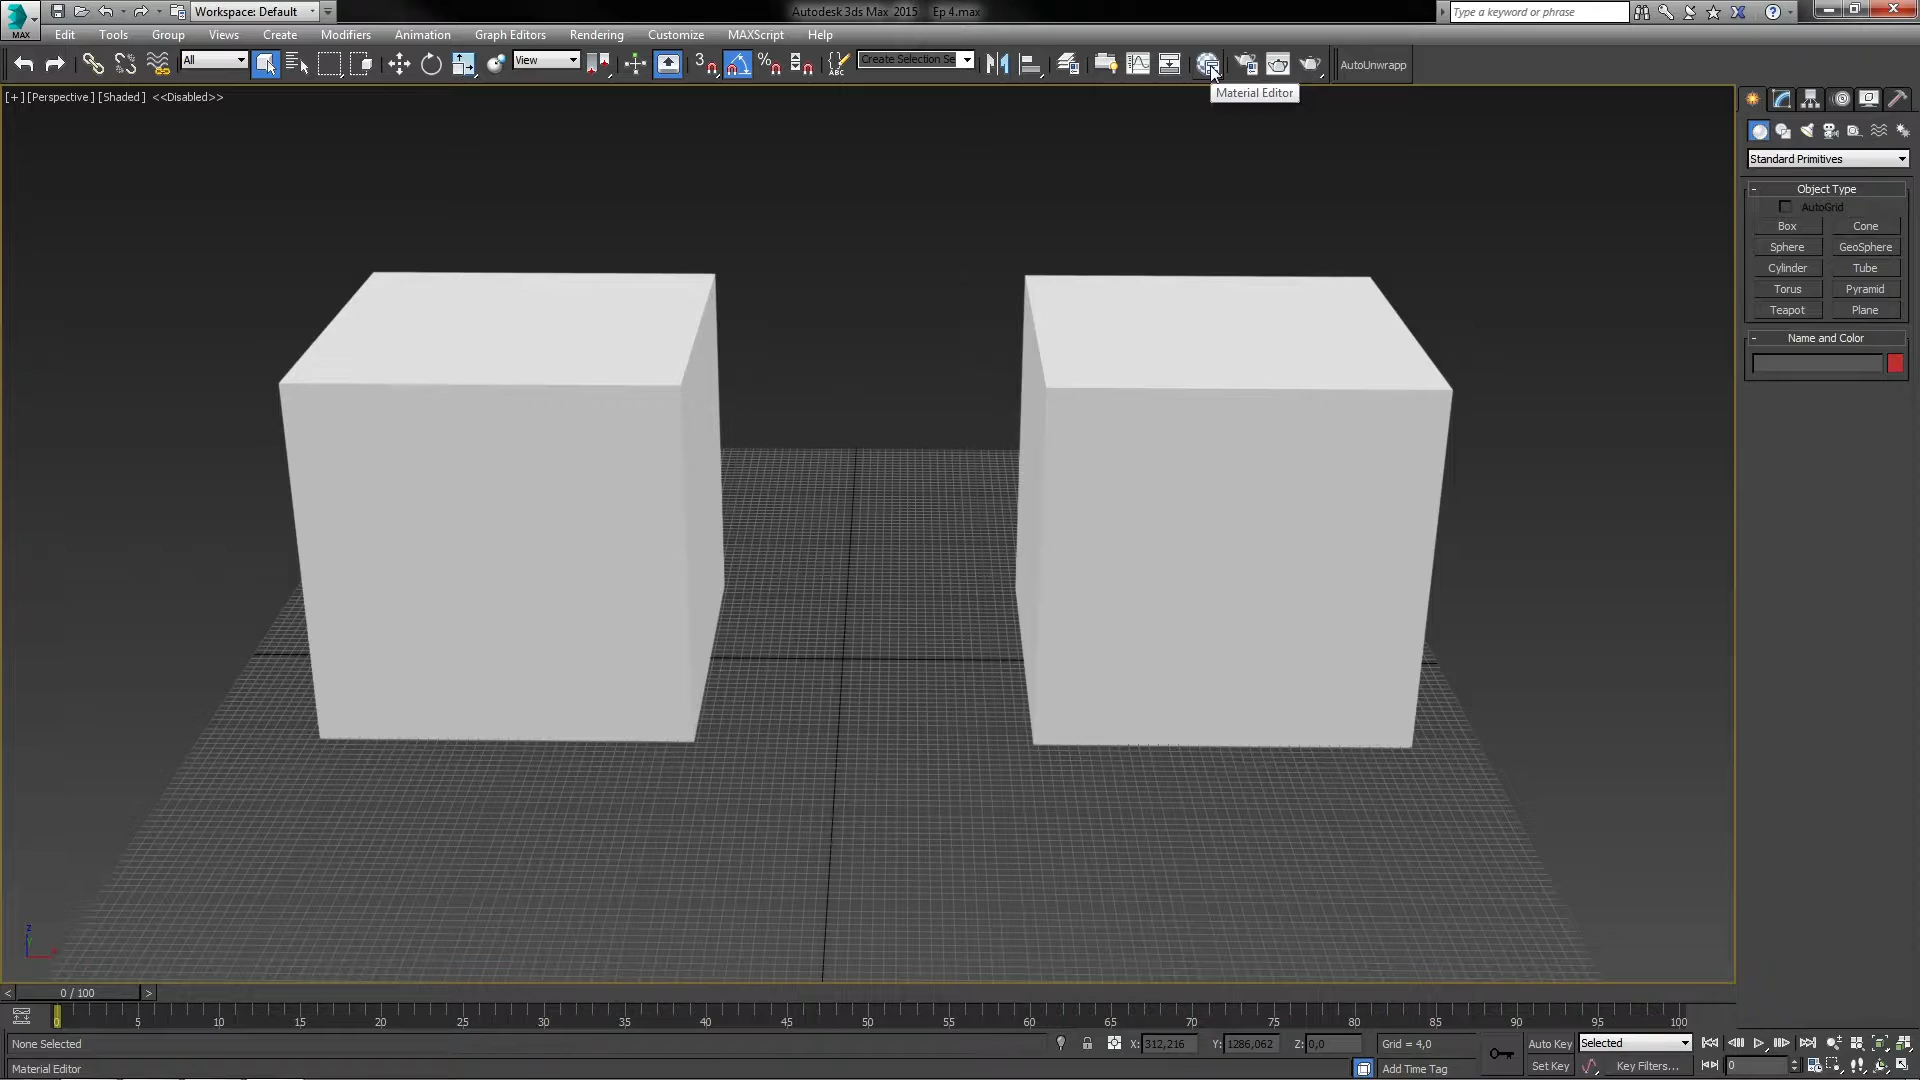 Workspace: Default
Autodesk 3ds Max 2015 Ep 4.max
Type a keyword or phrase
MAX
Edit Tools Group Views Create Modifiers Animation Graph Editors Rendering Customize MAXScript Help
All
View
3
%
ABC
Create Selection Se
AutoUnwrapp
Material Editor
[+] [Perspective] [Shaded] <<Disabled>>
Standard Primitives
- Object Type
AutoGrid
Box Cone
Sphere GeoSphere
Cylinder Tube
Torus Pyramid
Teapot Plane
- Name and Color
z
< 0 / 100 >
0 5 10 15 20 25 30 35 40 45 50 55 60 65 70 75 80 85 90 95 100
None Selected X: 312,216 Y: 1286,062 Z: 0,0 Grid = 4,0 Auto Key Selected
Material Editor Add Time Tag Set Key Key Filters... 0